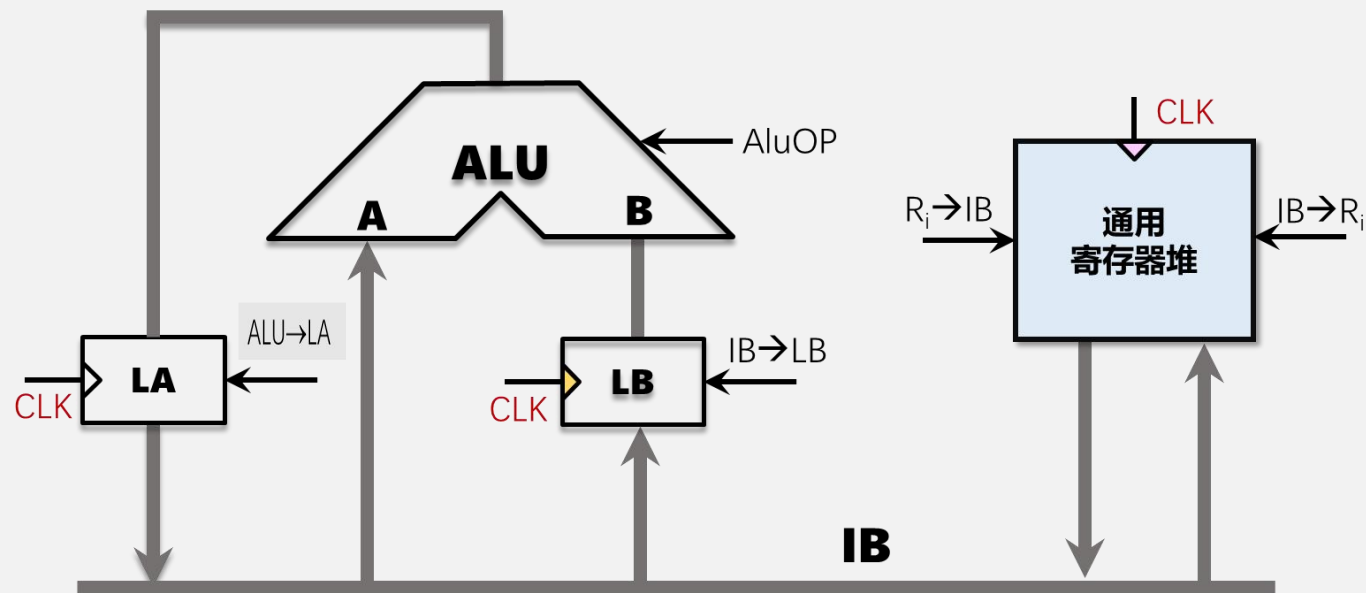 CLK
AluOP
ALU
A
B
Rᵢ→IB
通用
寄存器堆
IB→Rᵢ
ALU→LA
LA
CLK
IB→LB
LB
CLK
IB